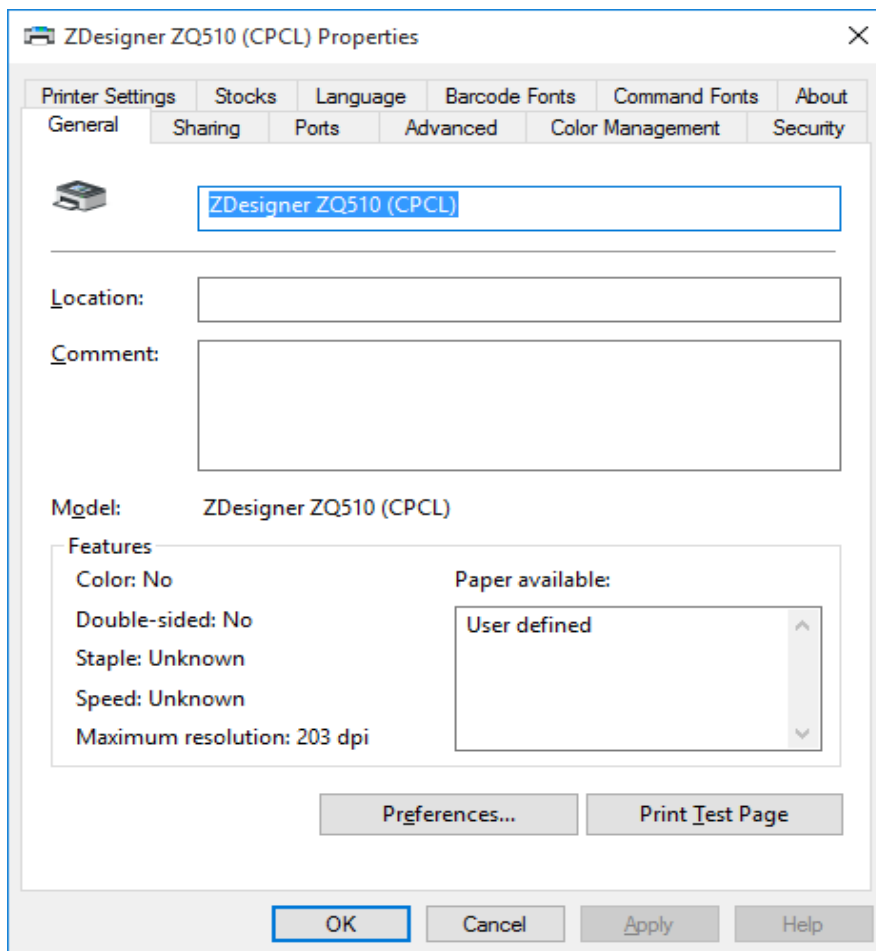 ZDesigner ZQ510 (CPCL) Properties
Printer Settings Stocks Language Barcode Fonts Command Fonts About
General Sharing Ports Advanced Color Management Security
ZDesigner ZQ510 (CPCL)
Location:
Comment:
Model: ZDesigner ZQ510 (CPCL)
Features
Color: No
Double-sided: No
Staple: Unknown
Speed: Unknown
Maximum resolution: 203 dpi
Paper available:
User defined
Preferences... Print Test Page
OK Cancel Apply Help